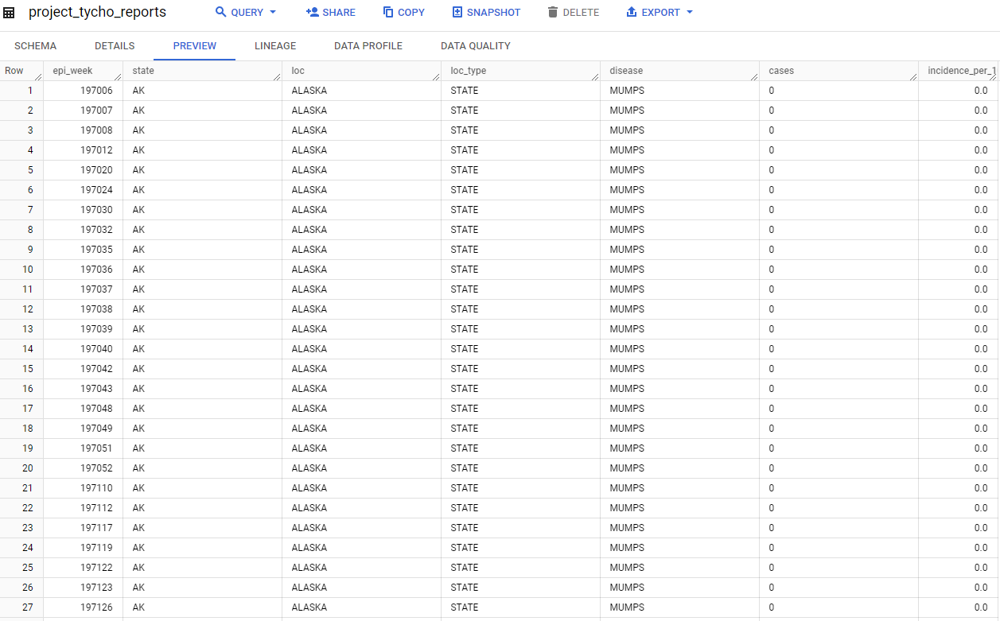 project_tycho_reports QUERY SHARE COPY SNAPSHOT DELETE EXPORT
SCHEMA DETAILS PREVIEW LINEAGE DATA PROFILE DATA QUALITY
Row epi_week state loc loc_type disease cases incidence_per_1
1 197006 AK ALASKA STATE MUMPS 0 0.0
2 197007 AK ALASKA STATE MUMPS 0 0.0
3 197008 AK ALASKA STATE MUMPS 0 0.0
4 197012 AK ALASKA STATE MUMPS 0 0.0
5 197020 AK ALASKA STATE MUMPS 0 0.0
6 197024 AK ALASKA STATE MUMPS 0 0.0
7 197030 AK ALASKA STATE MUMPS 0 0.0
8 197032 AK ALASKA STATE MUMPS 0 0.0
9 197035 AK ALASKA STATE MUMPS 0 0.0
10 197036 AK ALASKA STATE MUMPS 0 0.0
11 197037 AK ALASKA STATE MUMPS 0 0.0
12 197038 AK ALASKA STATE MUMPS 0 0.0
13 197039 AK ALASKA STATE MUMPS 0 0.0
14 197040 AK ALASKA STATE MUMPS 0 0.0
15 197042 AK ALASKA STATE MUMPS 0 0.0
16 197043 AK ALASKA STATE MUMPS 0 0.0
17 197048 AK ALASKA STATE MUMPS 0 0.0
18 197049 AK ALASKA STATE MUMPS 0 0.0
19 197051 AK ALASKA STATE MUMPS 0 0.0
20 197052 AK ALASKA STATE MUMPS 0 0.0
21 197110 AK ALASKA STATE MUMPS 0 0.0
22 197112 AK ALASKA STATE MUMPS 0 0.0
23 197117 AK ALASKA STATE MUMPS 0 0.0
24 197119 AK ALASKA STATE MUMPS 0 0.0
25 197122 AK ALASKA STATE MUMPS 0 0.0
26 197123 AK ALASKA STATE MUMPS 0 0.0
27 197126 AK ALASKA STATE MUMPS 0 0.0